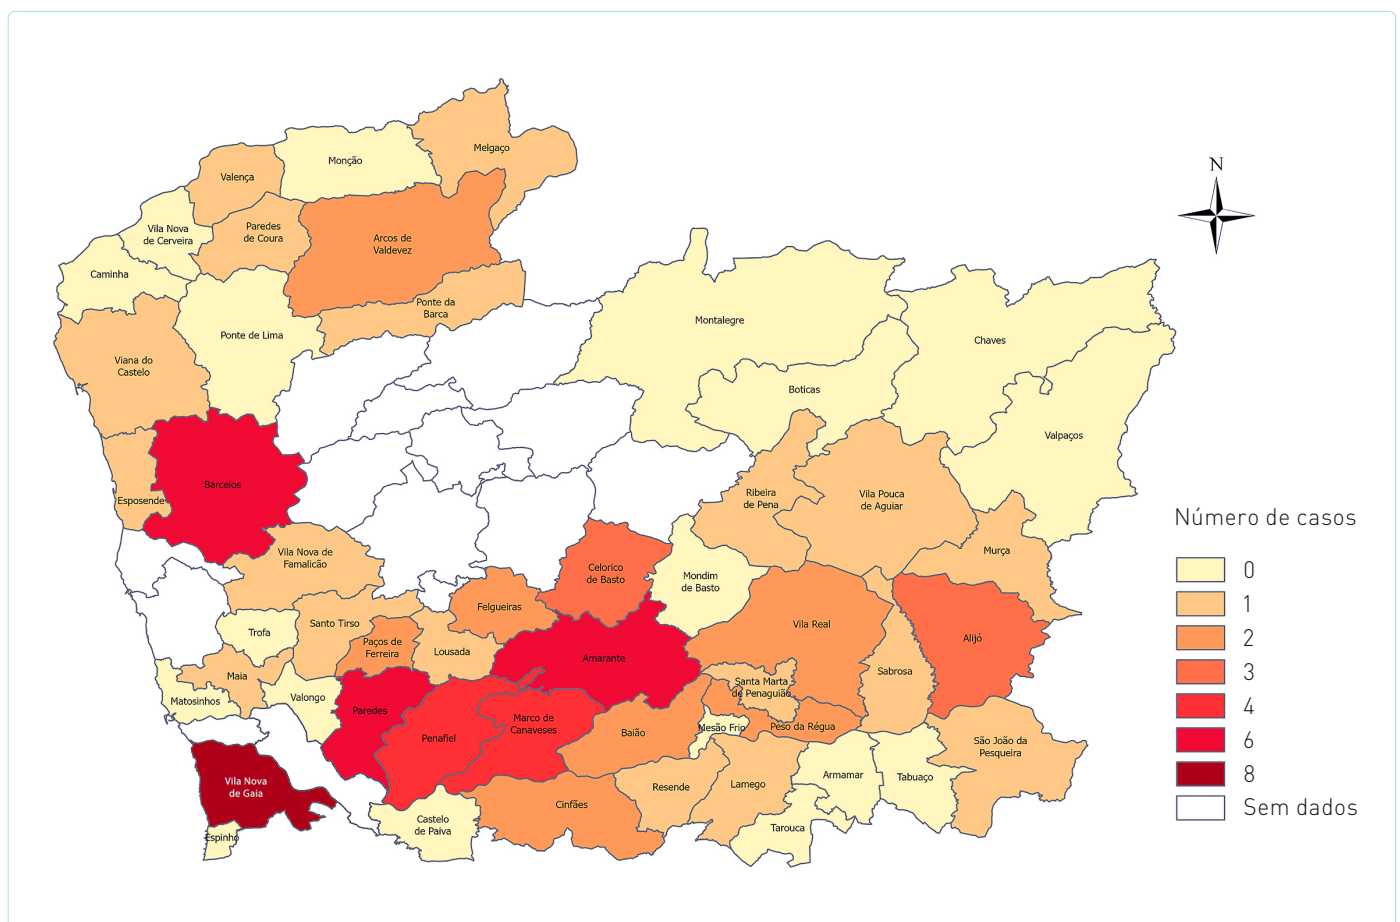 Melgaço
Monção
Valença
Paredes
de Coura
Vila Nova
de Cerveira
Arcos de
Valdevez
Caminha
Ponte da
Barca
Ponte de Lima
Viana do
Castelo
Barcelos
Esposende
Montalegre
Chaves
Boticas
Valpaços
Ribeira
de Pena
Vila Pouca
de Aguiar
Murça
Vila Nova de
Famalicão
Celorico
de Basto
Mondim
de Basto
Felgueiras
Trofa
Santo Tirso
Paços de
Ferreira
Lousada
Amarante
Vila Real
Alijó
Sabrosa
Maia
Matosinhos
Valongo
Paredes
Penafiel
Marco de
Canaveses
Baião
Santa Marta
de Penaguião
Mesão Frio
Peso da Régua
São João da
Pesqueira
Vila Nova
de Gaia
Espinho
Castelo
de Paiva
Cinfães
Resende
Lamego
Armamar
Tabuaço
Tarouca
N
Número de casos
0
1
2
3
4
6
8
Sem dados